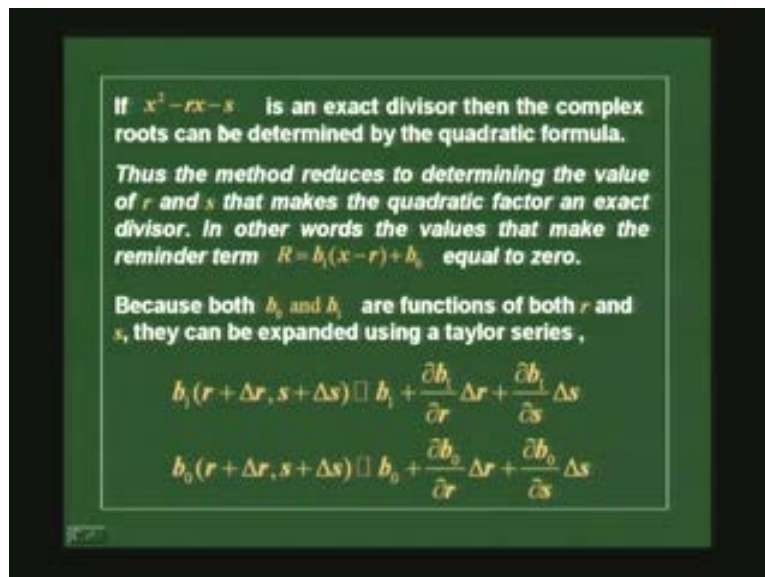 If x² − rx − s is an exact divisor then the complex
roots can be determined by the quadratic formula.
Thus the method reduces to determining the value
of r and s that makes the quadratic factor an exact
divisor. In other words the values that make the
reminder term R = b₁(x − r) + b₀ equal to zero.
Because both b₀ and b₁ are functions of both r and
s, they can be expanded using a taylor series ,
b₁(r + Δr, s + Δs) □ b₁ + ∂b₁/∂r Δr + ∂b₁/∂s Δs
b₀(r + Δr, s + Δs) □ b₀ + ∂b₀/∂r Δr + ∂b₀/∂s Δs